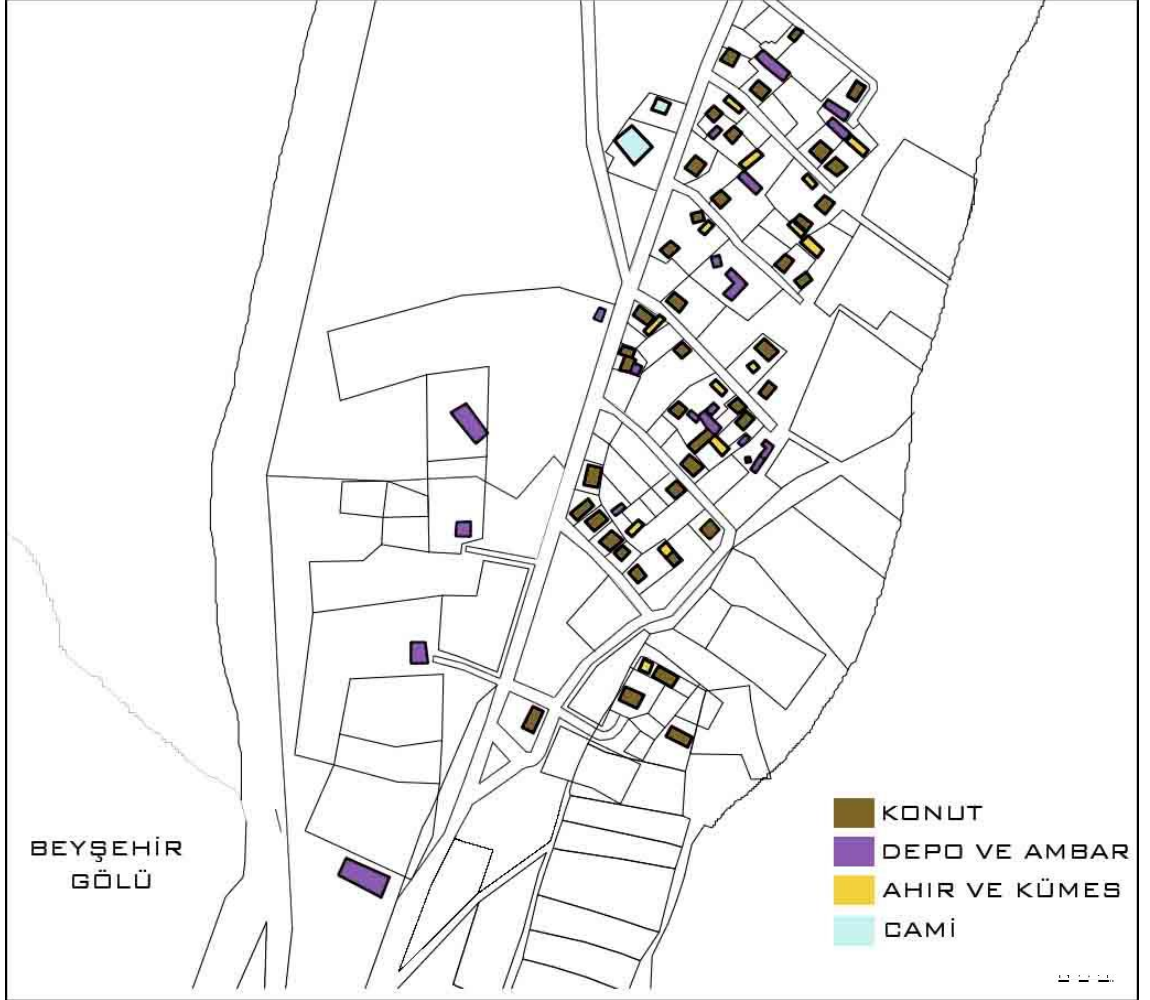 BEYŞEHİR
GÖLÜ
KONUT
DEPO VE AMBAR
AHIR VE KÜMES
CAMİ